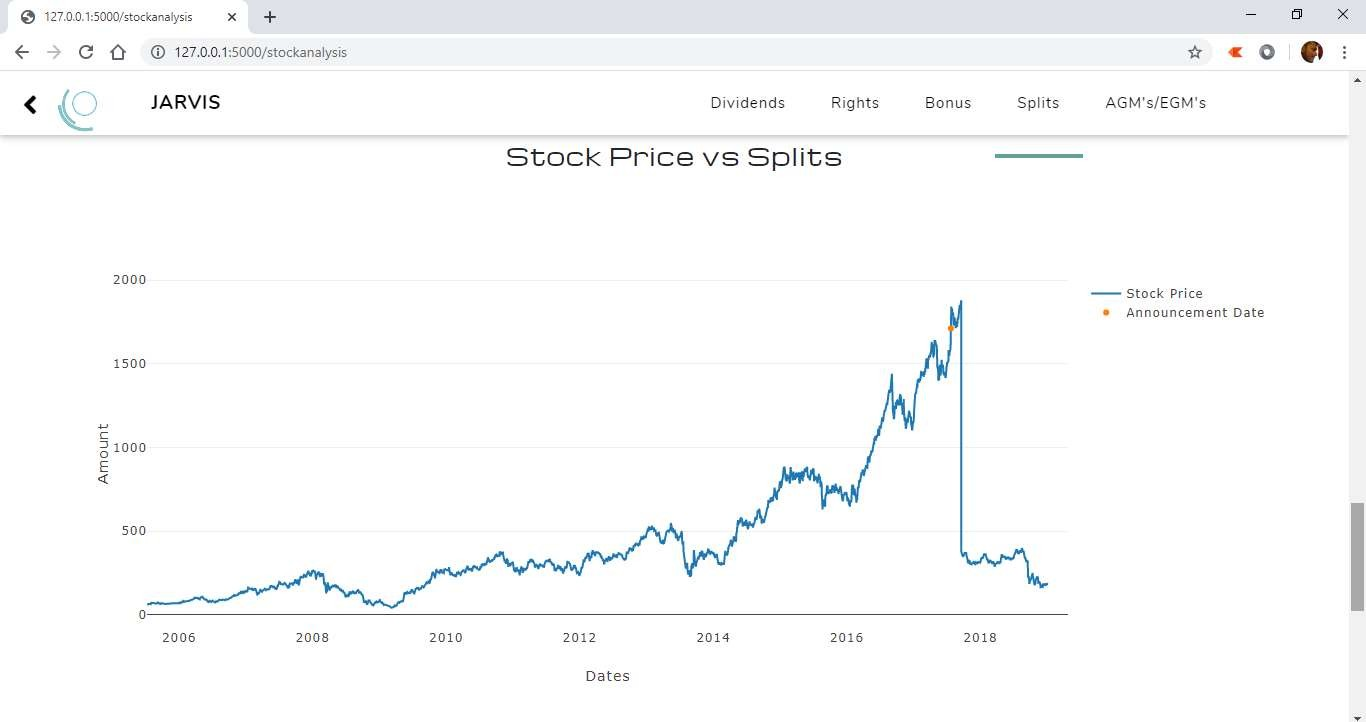 127.0.0.1:5000/stockanalysis
127.0.0.1:5000/stockanalysis
JARVIS Dividends Rights Bonus Splits AGM's/EGM's
Stock Price vs Splits
2000
1500
1000
500
0
Amount
2006 2008 2010 2012 2014 2016 2018
Dates
Stock Price
Announcement Date